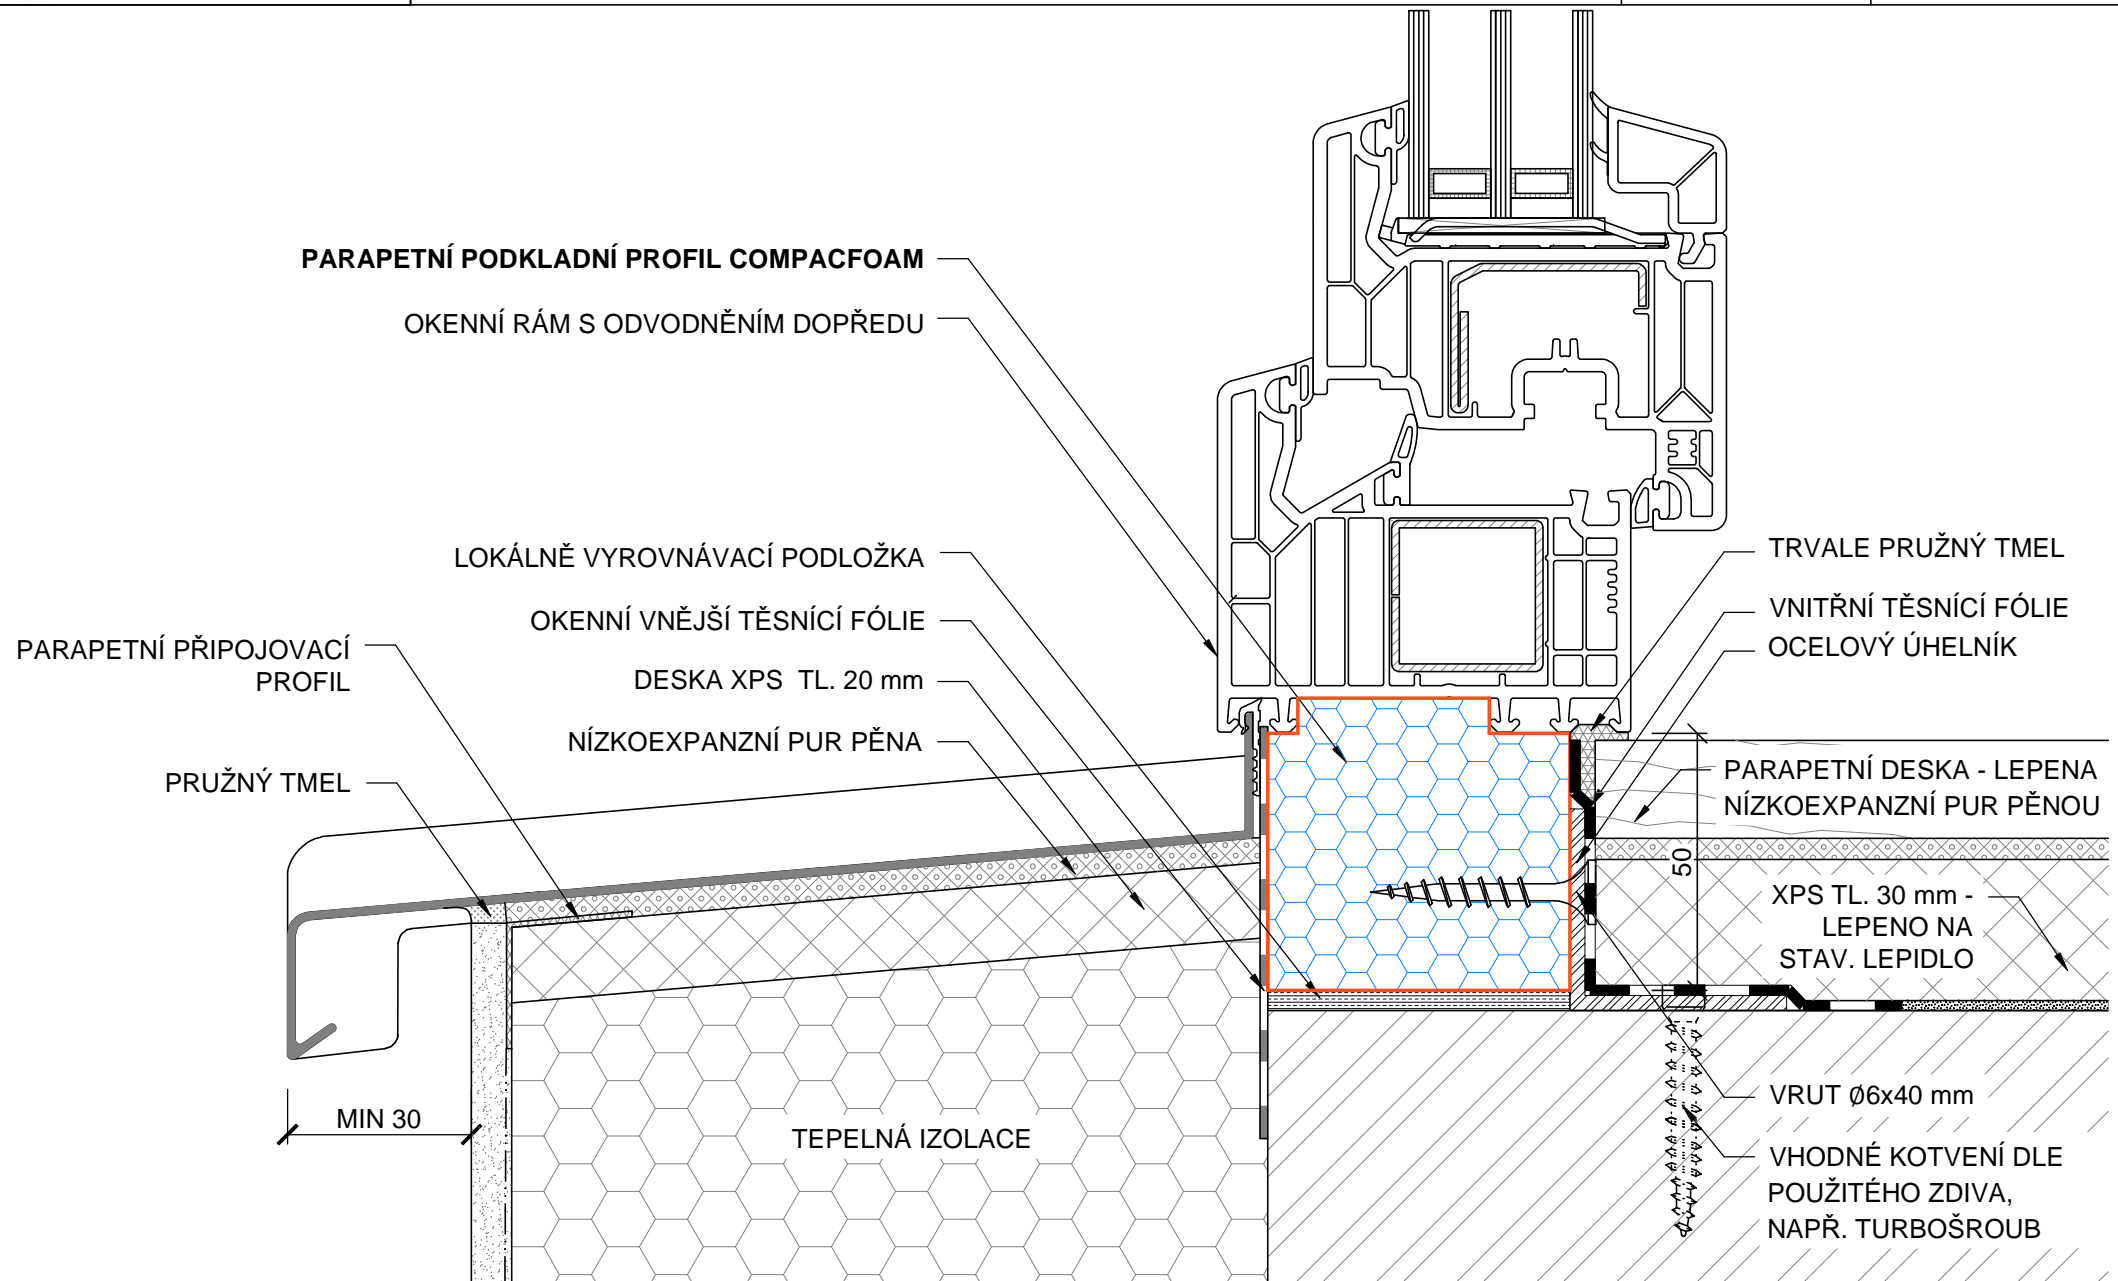 PARAPETNÍ PODKLADNÍ PROFIL COMPACFOAM
OKENNÍ RÁM S ODVODNĚNÍM DOPŘEDU
LOKÁLNĚ VYROVNÁVACÍ PODLOŽKA
OKENNÍ VNĚJŠÍ TĚSNÍCÍ FÓLIE
DESKA XPS TL. 20 mm
NÍZKOEXPANZNÍ PUR PĚNA
PARAPETNÍ PŘIPOJOVACÍ
PROFIL
PRUŽNÝ TMEL
MIN 30
TEPELNÁ IZOLACE
TRVALE PRUŽNÝ TMEL
VNITŘNÍ TĚSNÍCÍ FÓLIE
OCELOVÝ ÚHELNÍK
PARAPETNÍ DESKA - LEPENA
NÍZKOEXPANZNÍ PUR PĚNOU
50
XPS TL. 30 mm -
LEPENO NA
STAV. LEPIDLO
VRUT Ø6x40 mm
VHODNÉ KOTVENÍ DLE
POUŽITÉHO ZDIVA,
NAPŘ. TURBOŠROUB